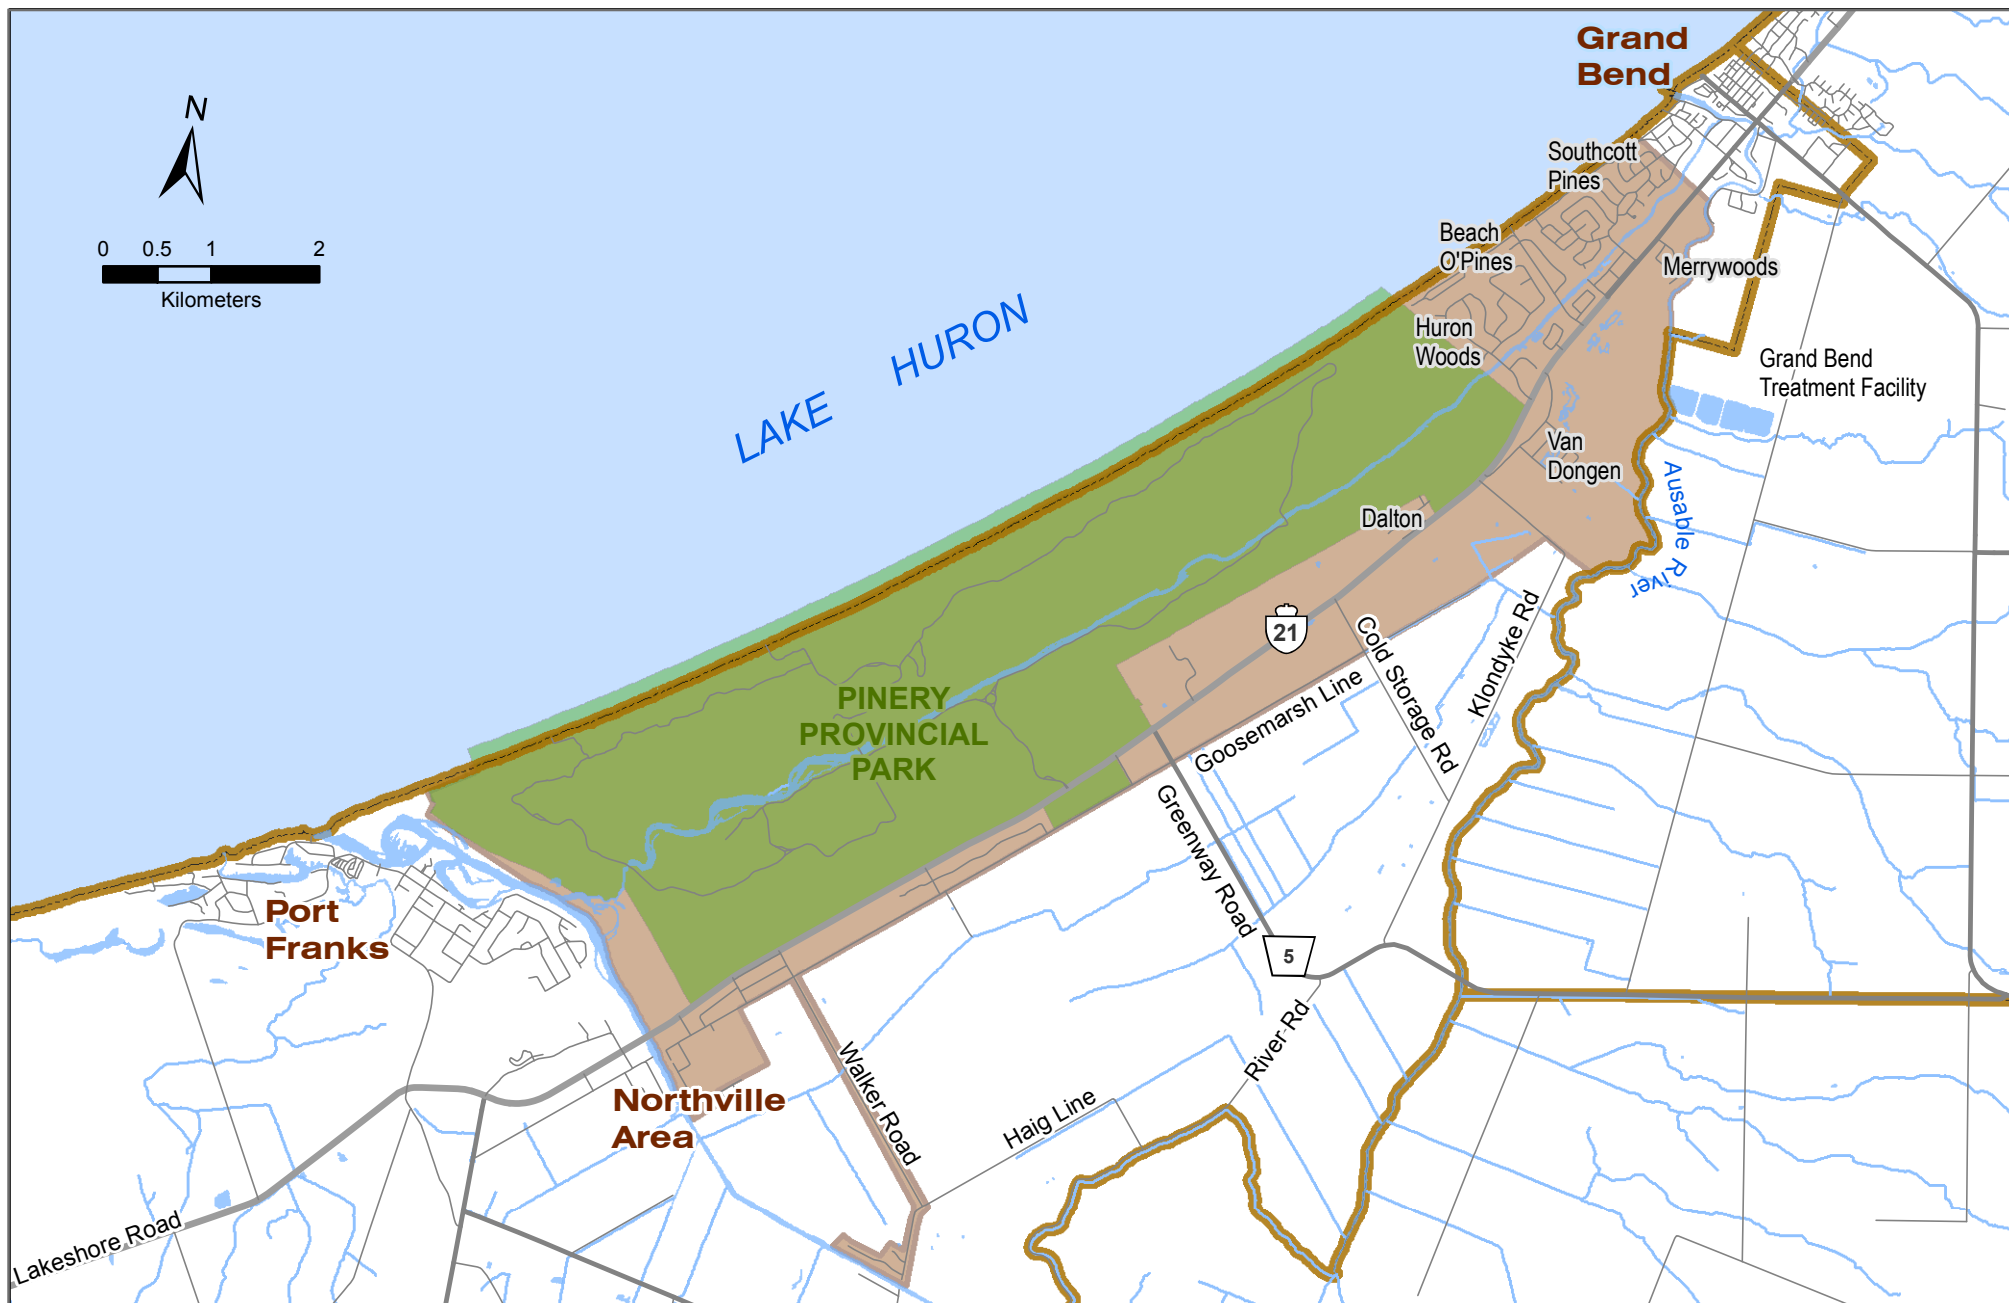 Grand
Bend
N
Southcott
Pines
0 0.5 1 2
Kilometers
Beach
O'Pines
Merrywoods
LAKE HURON
Huron
Woods
Grand Bend
Treatment Facility
Van
Dongen
Ausable River
Dalton
21
Cold Storage Rd
Klondyke Rd
Goosemarsh Line
PINERY
PROVINCIAL
PARK
Greenway Road
Port
Franks
5
River Rd
Walker Road
Northville
Area
Haig Line
Lakeshore Road